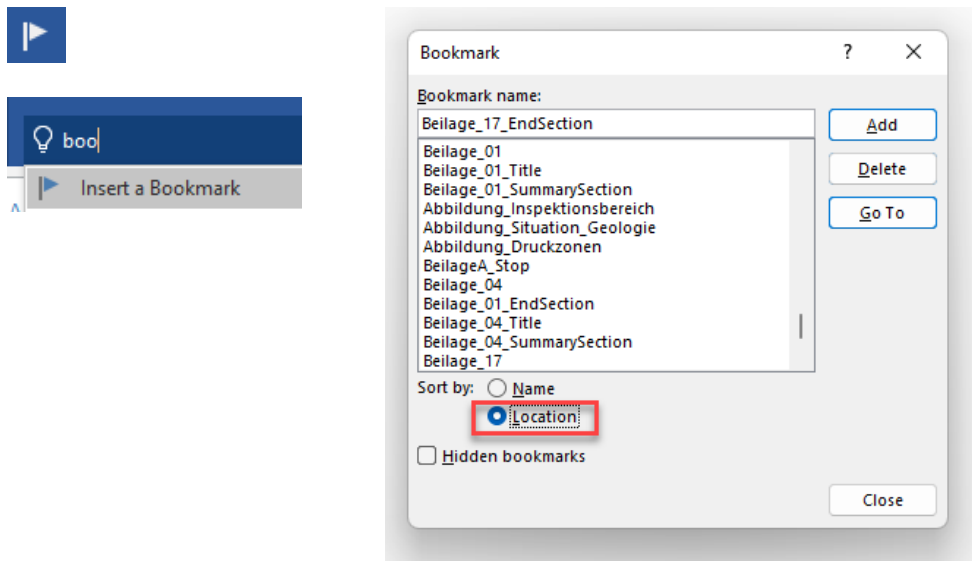 boo
Insert a Bookmark
Bookmark ?
Bookmark name:
Beilage_17_EndSection
Beilage_01
Beilage_01_Title
Beilage_01_SummarySection
Abbildung_Inspektionsbereich
Abbildung_Situation_Geologie
Abbildung_Druckzonen
BeilageA_Stop
Beilage_04
Beilage_01_EndSection
Beilage_04_Title
Beilage_04_SummarySection
Beilage_17
Add
Delete
Go To
Sort by: Name
Location
Hidden bookmarks
Close